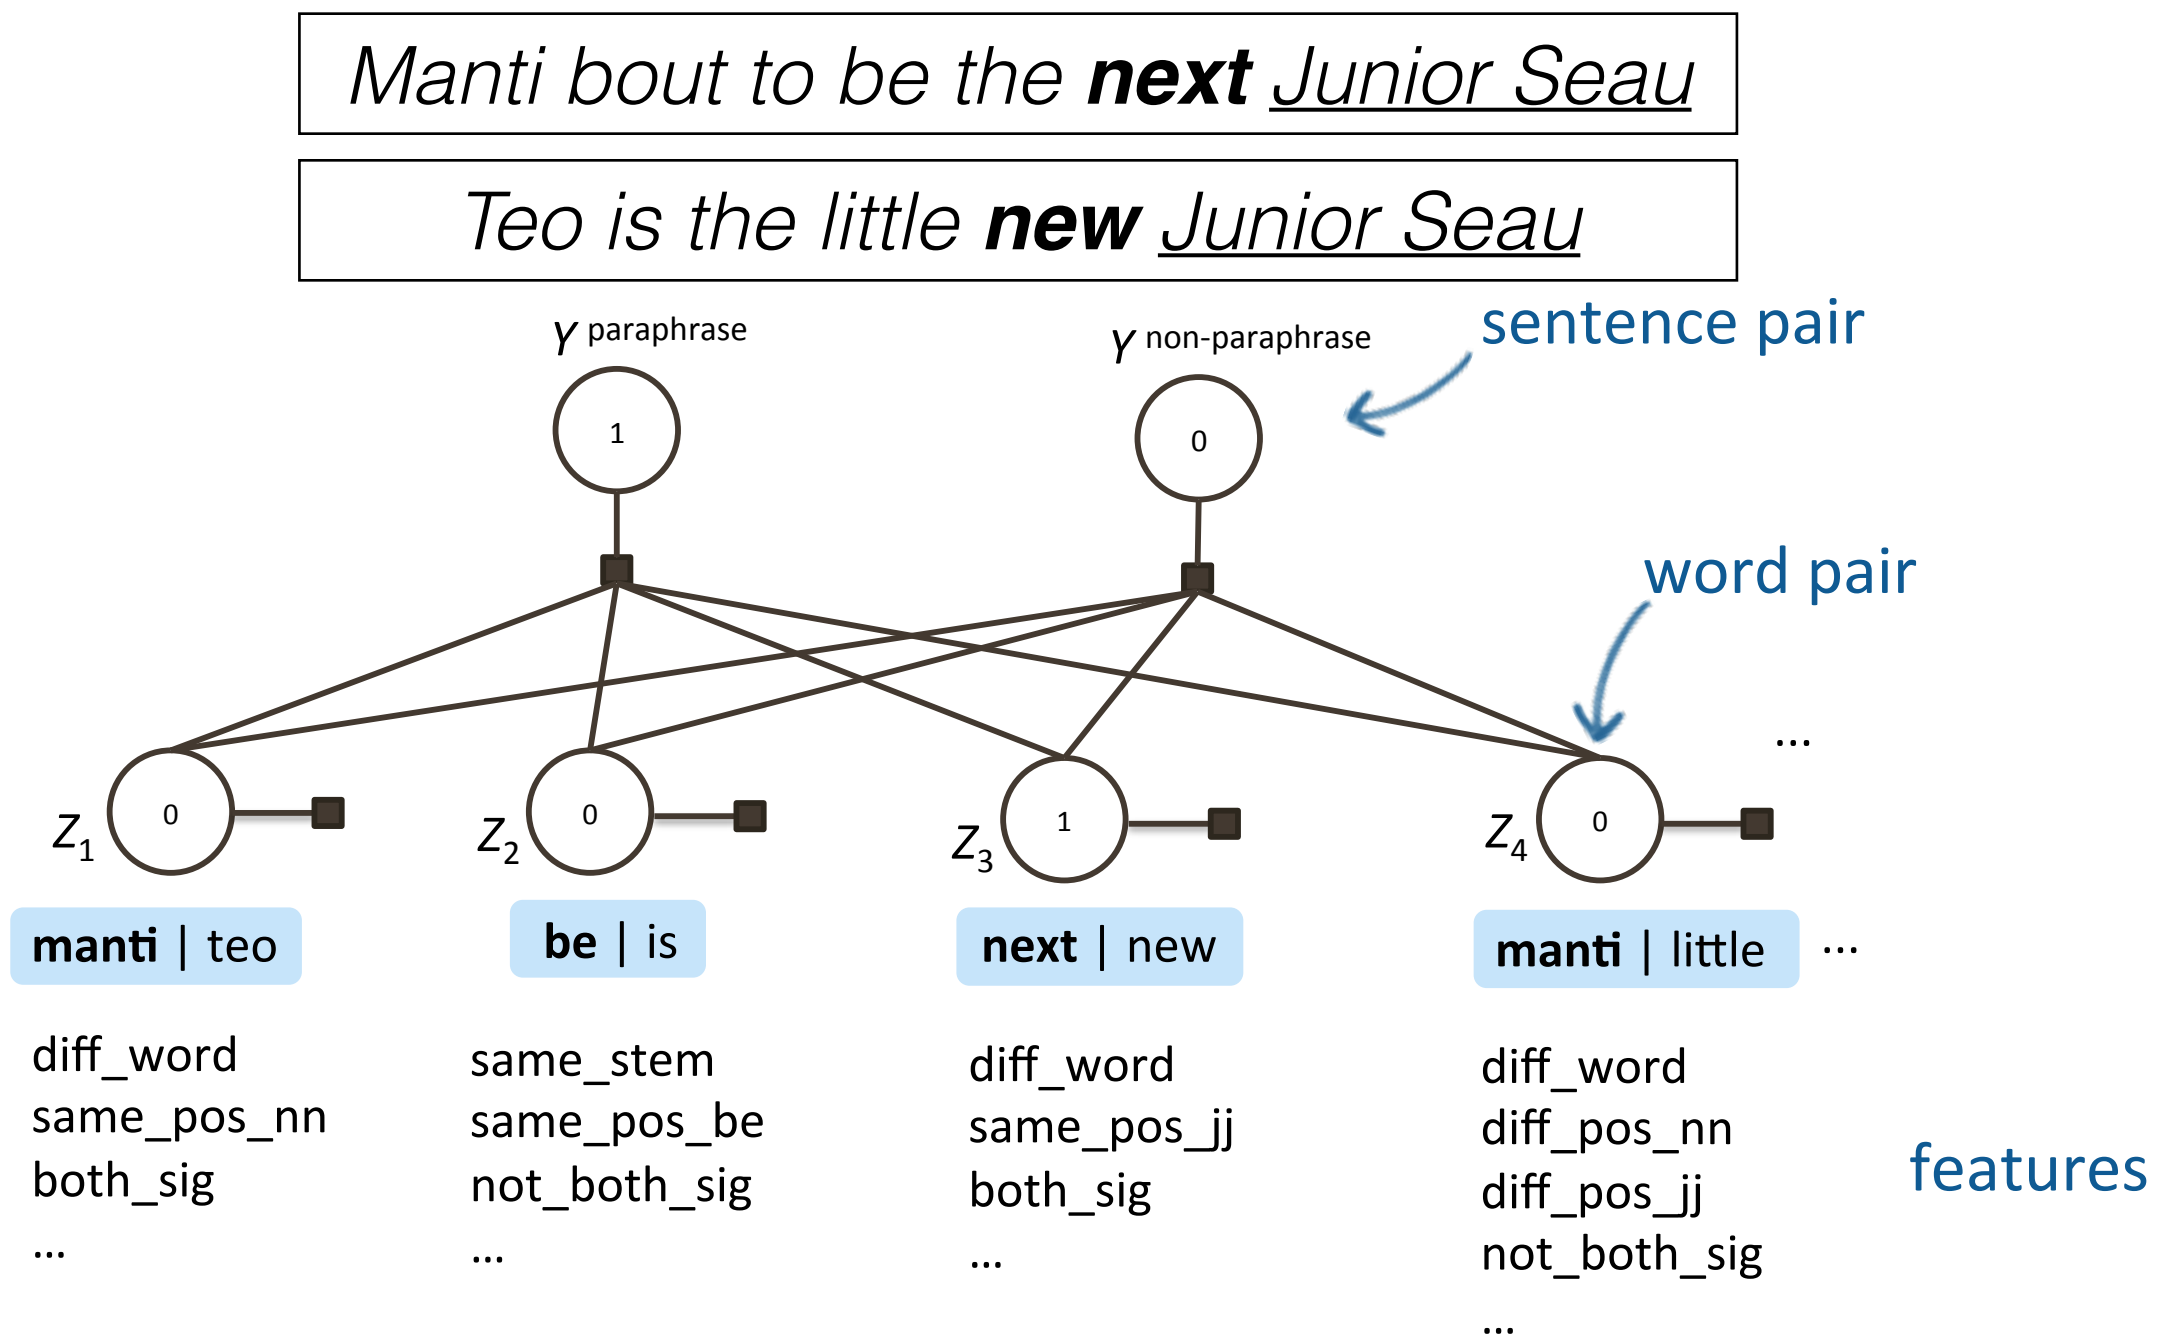 Manti bout to be the next Junior Seau
Teo is the little new Junior Seau
sentence pair
Y paraphrase
Y non-paraphrase
1
0
word pair
...
Z1
0
Z2
0
Z3
1
Z4
0
manti | teo
be | is
next | new
manti | little
...
diff_word
same_pos_nn
both_sig
...
same_stem
same_pos_be
not_both_sig
...
diff_word
same_pos_jj
both_sig
...
diff_word
diff_pos_nn
diff_pos_jj
not_both_sig
...
features